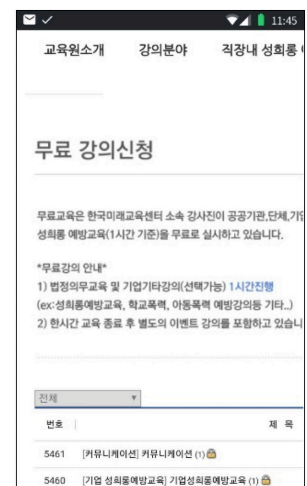 11:45
교육원소개 강의분야 직장내 성희롱
무료 강의신청
무료교육은 한국미래교육센터 소속 강사진이 공공기관,단체,기업
성희롱 예방교육(1시간 기준)을 무료로 실시하고 있습니다.
*무료강의 안내*
1) 법정의무교육 및 기업기타강의(선택가능) 1시간진행
(ex:성희롱예방교육, 학교폭력, 아동폭력 예방강의등 기타..)
2) 한시간 교육 종료 후 별도의 이벤트 강의를 포함하고 있습니
전체
번호 제 목
5461 [커뮤니케이션] 커뮤니케이션 (1)
5460 [기업 성희롱예방교육] 기업성희롱예방교육 (1)